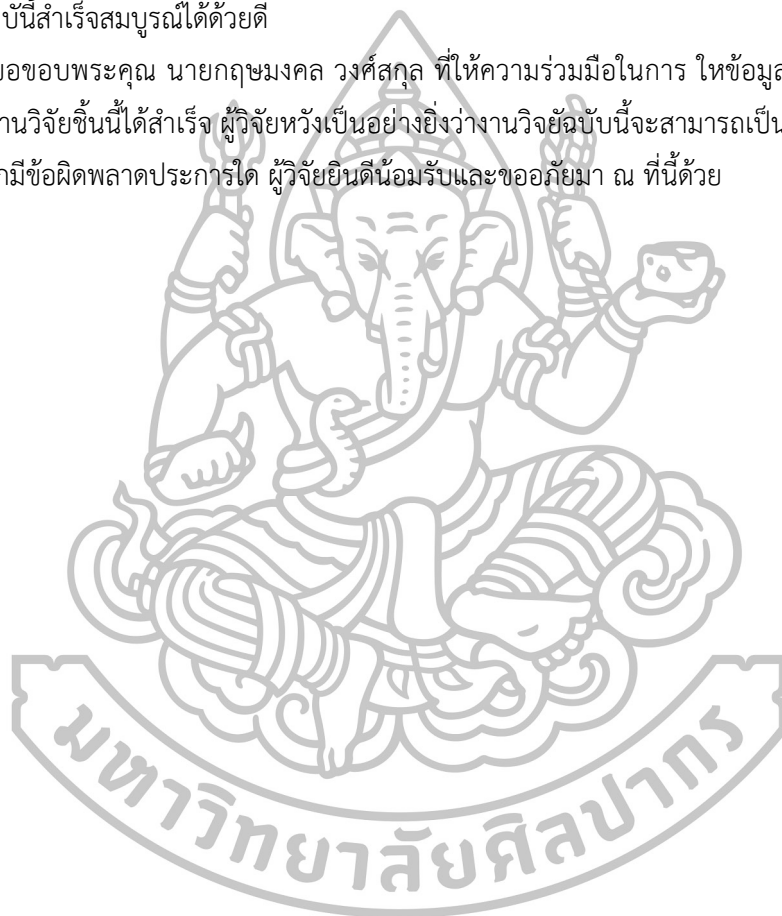 บันี้สำเร็จสมบูรณ์ได้ด้วยดี
ขอขอบพระคุณ นายกฤษมงคล วงศ์สกุล ที่ให้ความร่วมมือในการ ใหข้อมูล
านวิจัยชิ้นนี้ได้สำเร็จ ผู้วิจัยหวังเป็นอย่างยิ่งว่างานวิจยัฉบับนี้จะสามารถเป็น
มีข้อผิดพลาดประการใด ผู้วิจัยยินดีน้อมรับและขออภัยมา ณ ที่นี้ด้วย
มหาวิทยาลัยศิลปากร